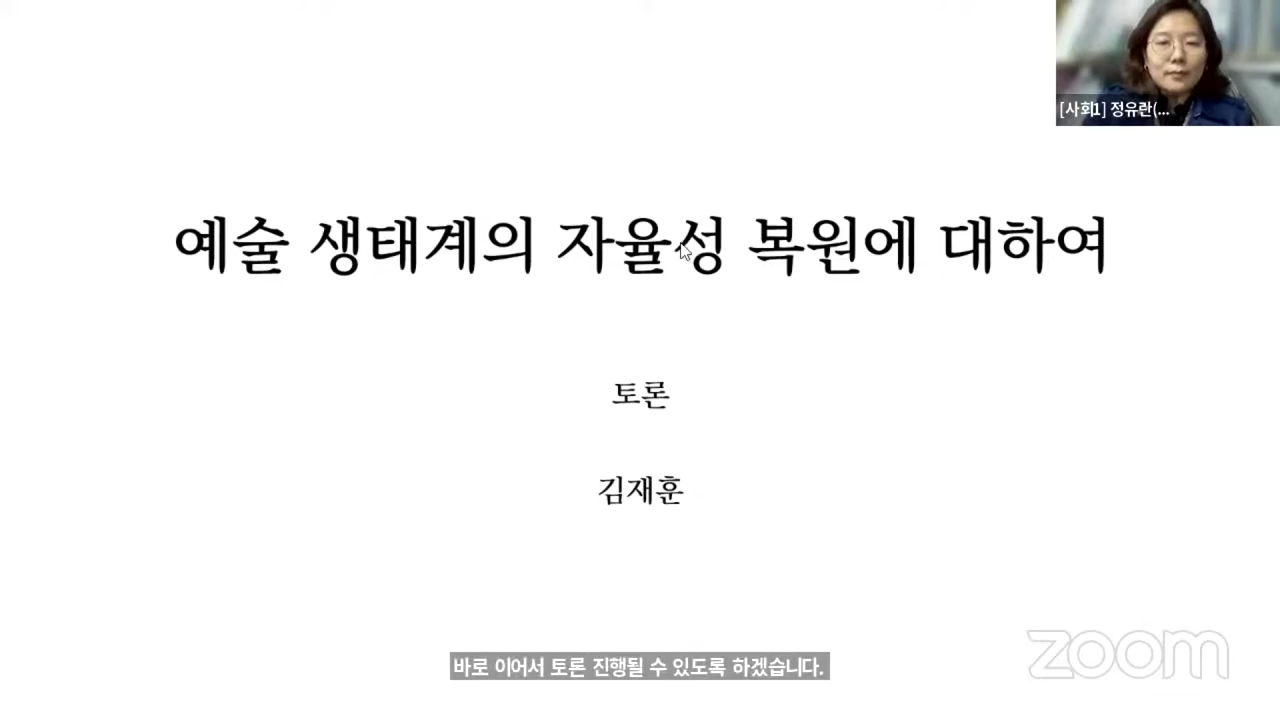 [사회1] 정유란(...
예술 생태계의 자율성 복원에 대하여
토론
김재훈
바로 이어서 토론 진행될 수 있도록 하겠습니다.
zoom